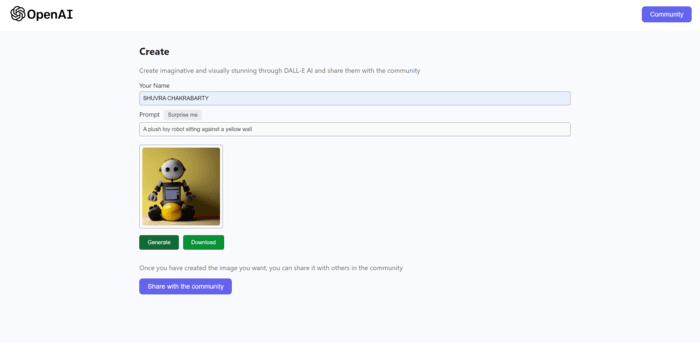 OpenAI
Community
Create
Create imaginative and visually stunning through DALL-E AI and share them with the community
Your Name
SHUVRA CHAKRABARTY
Prompt Surprise me
A plush toy robot sitting against a yellow wall
Generate Download
Once you have created the image you want, you can share it with others in the community
Share with the community